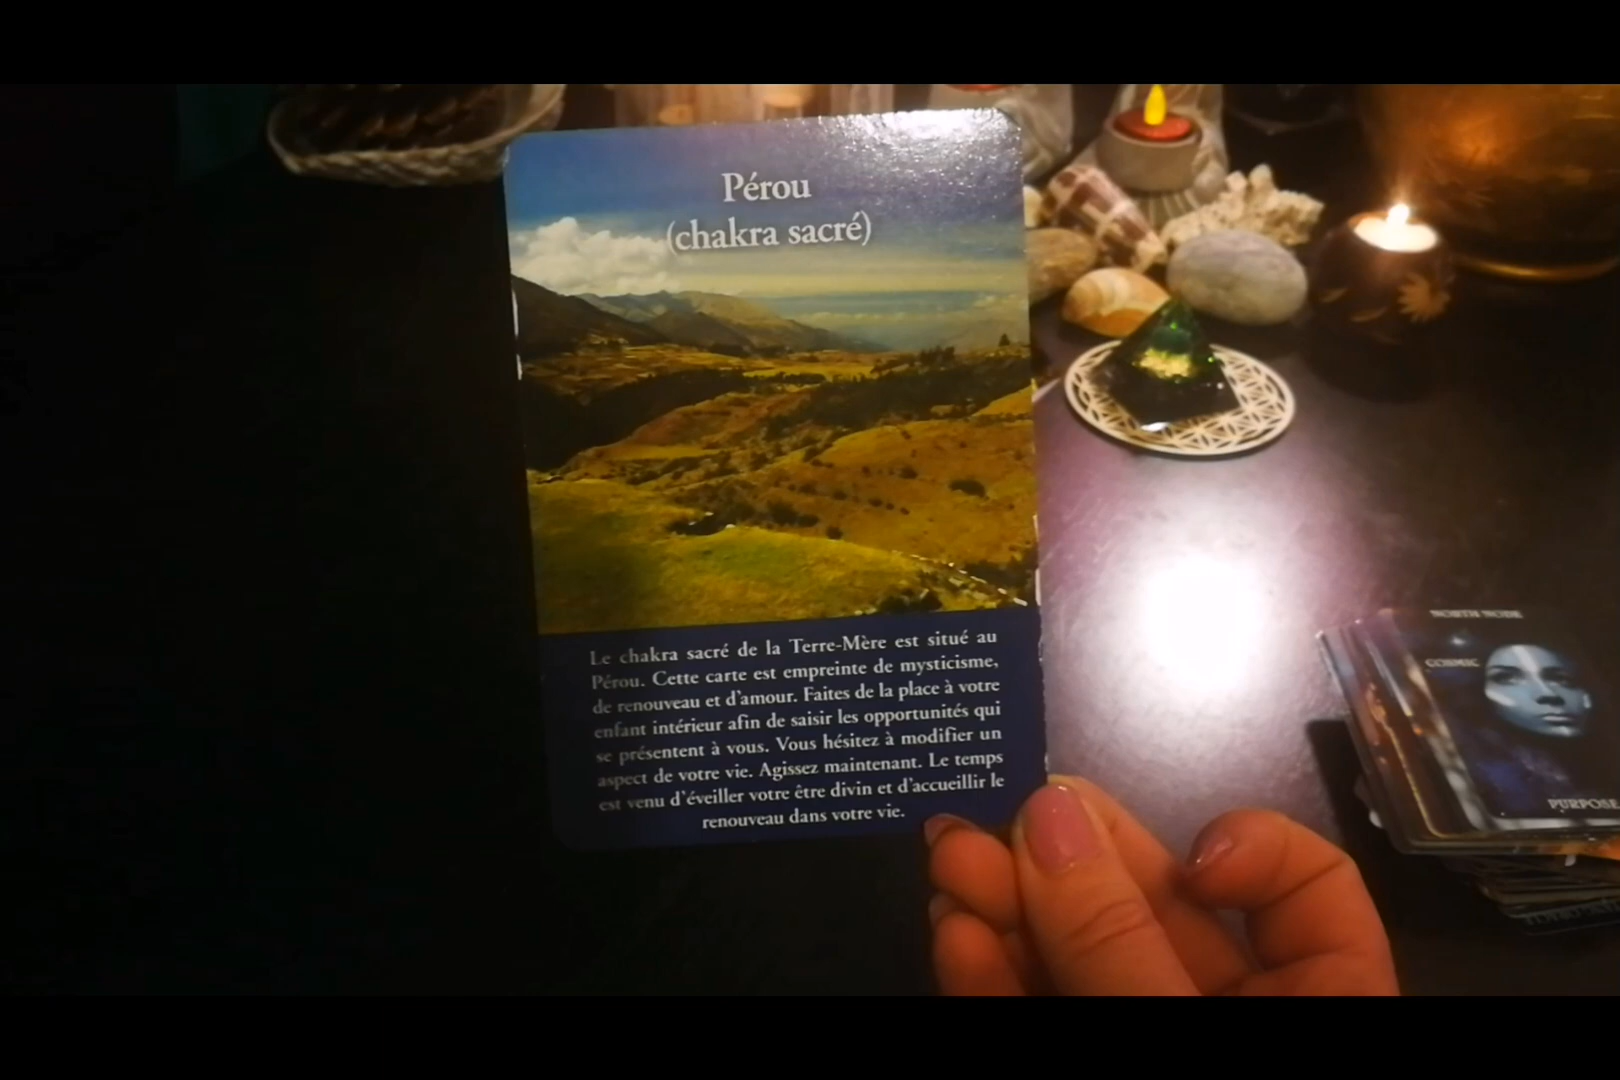 Pérou
(chakra sacré)
Le chakra sacré de la Terre-Mère est situé au
Pérou. Cette carte est empreinte de mysticisme,
de renouveau et d'amour. Faites de la place à votre
enfant intérieur afin de saisir les opportunités qui
se présentent à vous. Vous hésitez à modifier un
aspect de votre vie. Agissez maintenant. Le temps
est venu d'éveiller votre être divin et d'accueillir le
renouveau dans votre vie.
NORTH NODE
COSMIC
PURPOSE